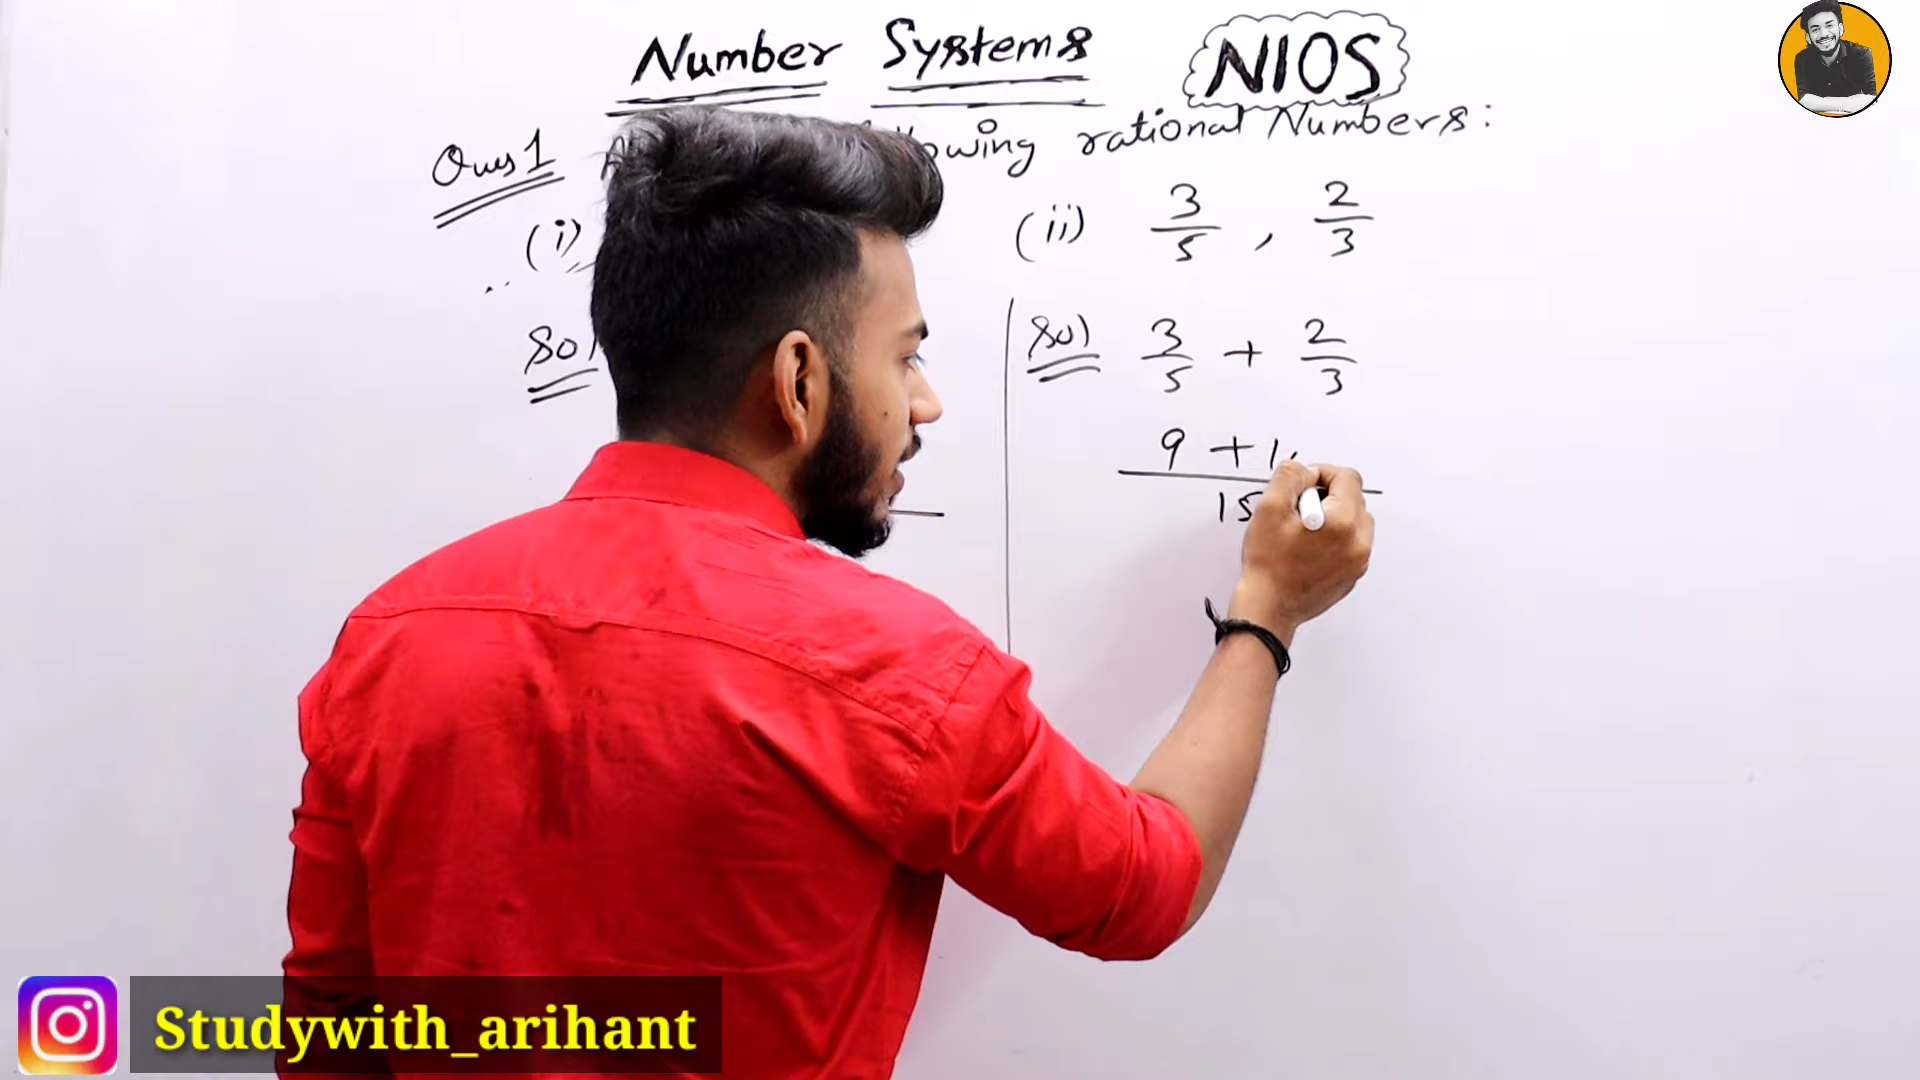 Number Systems NIOS
Ques 1 owing rational Numbers:
(i) (ii) 3/5 , 2/3
Sol Sol 3/5 + 2/3
9 + 1
15
Studywith_arihant